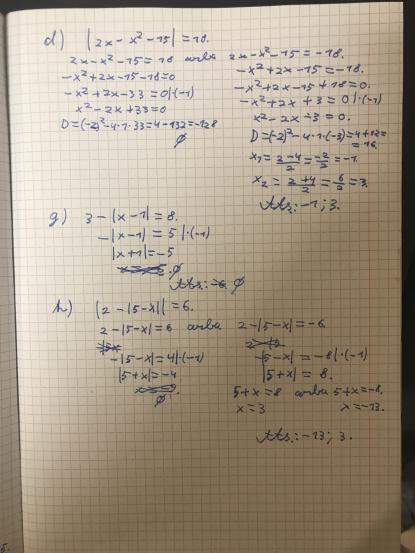 d) |2x - x² - 15| = 18.
2x - x² - 15 = 18 arba 2x - x² - 15 = -18.
-x² + 2x - 15 - 18 = 0
-x² + 2x - 33 = 0 |·(-1)
x² - 2x + 33 = 0
D = (-2)² - 4·1·33 = 4 - 132 = -128
∅
-x² + 2x - 15 = -18.
-x² + 2x - 15 + 18 = 0.
-x² + 2x + 3 = 0 |·(-1)
x² - 2x - 3 = 0.
D = (-2)² - 4·1·(-3) = 4 + 12 =
= 16.
x₁ = (2-4)/2 = -2/2 = -1.
x₂ = (2+4)/2 = 6/2 = 3.
Ats.: -1; 3.
g) 3 - |x - 1| = 8.
-|x - 1| = 5 |·(-1)
|x + 1| = -5
∅
Ats.: ∅
h) |2 - |5 - x|| = 6.
2 - |5 - x| = 6 arba 2 - |5 - x| = -6.
-|5 - x| = 4 |·(-1)
|5 + x| = -4
∅
-|5 - x| = -8 |·(-1)
|5 + x| = 8.
5 + x = 8 arba 5 + x = -8.
x = 3 x = -13.
Ats.: -13; 3.